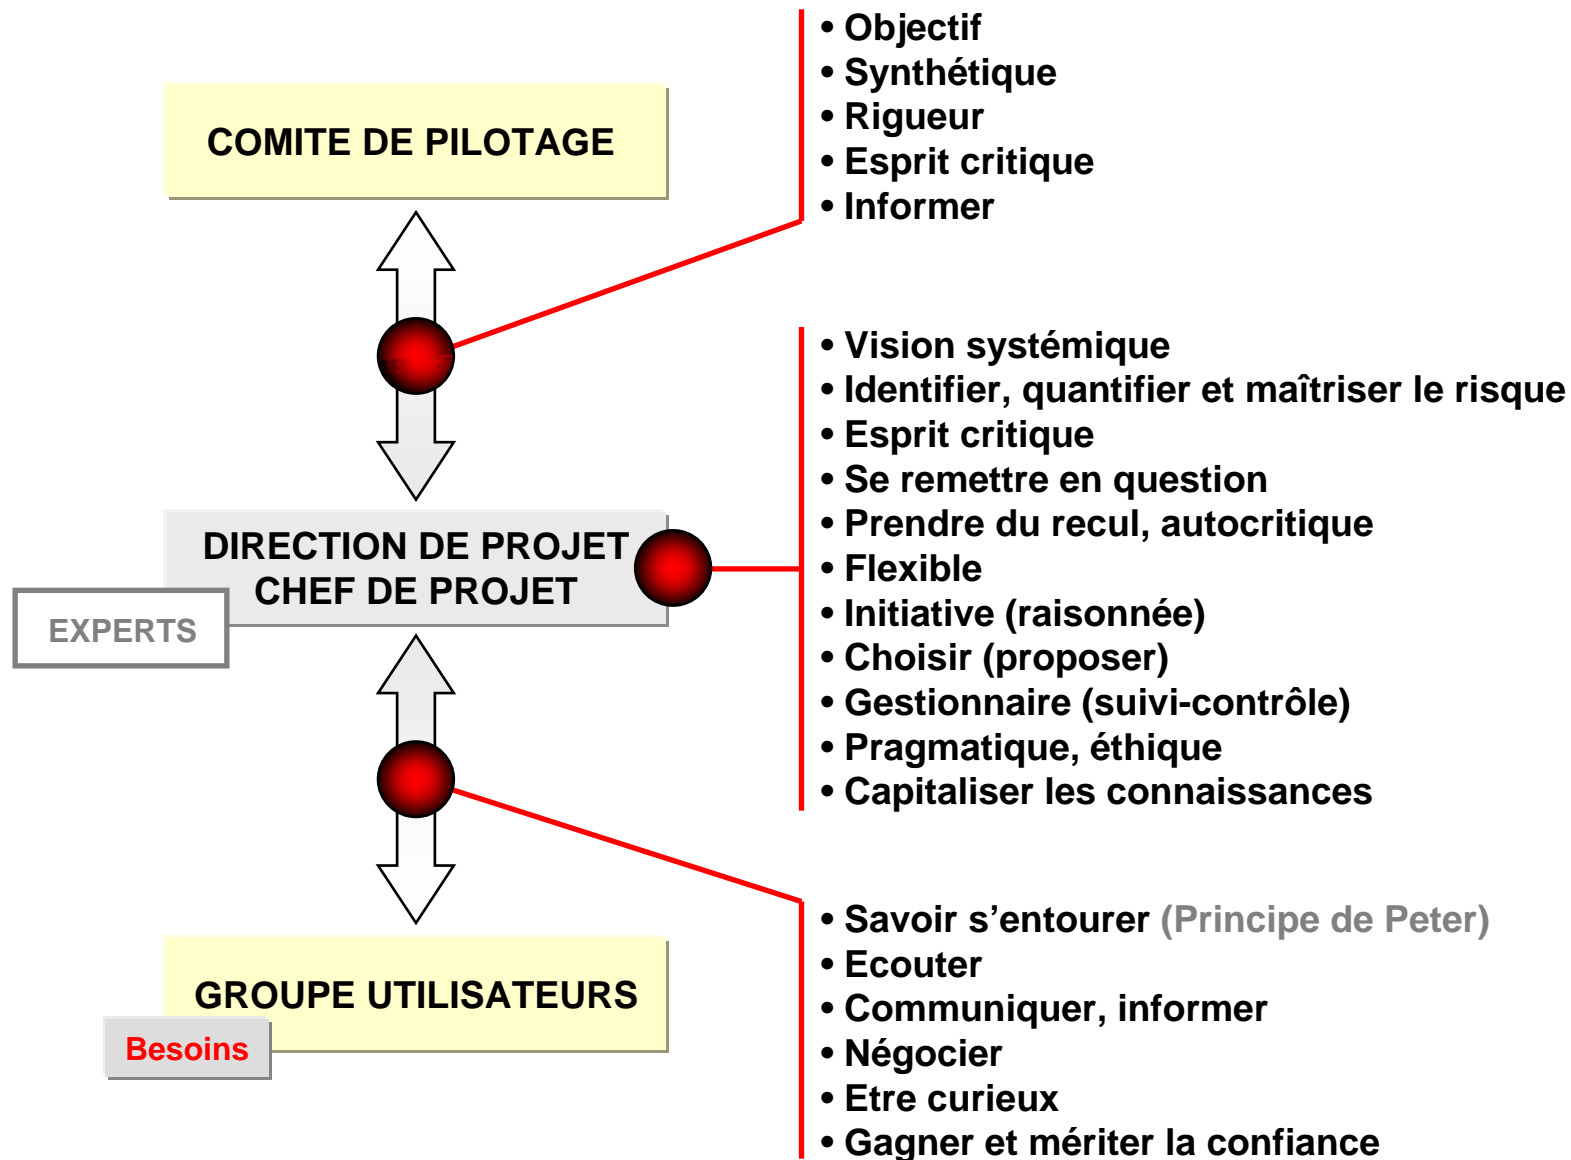 COMITE DE PILOTAGE
• Objectif
• Synthétique
• Rigueur
• Esprit critique
• Informer
DIRECTION DE PROJET
CHEF DE PROJET
EXPERTS
• Vision systémique
• Identifier, quantifier et maîtriser le risque
• Esprit critique
• Se remettre en question
• Prendre du recul, autocritique
• Flexible
• Initiative (raisonnée)
• Choisir (proposer)
• Gestionnaire (suivi-contrôle)
• Pragmatique, éthique
• Capitaliser les connaissances
GROUPE UTILISATEURS
Besoins
• Savoir s’entourer (Principe de Peter)
• Ecouter
• Communiquer, informer
• Négocier
• Etre curieux
• Gagner et mériter la confiance